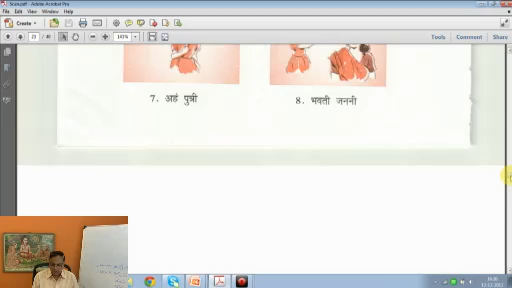 Scan.pdf - Adobe Acrobat Pro
File Edit View Window Help
Create
Tools Comment Share
7. अहं पुत्री
8. भवती जननी